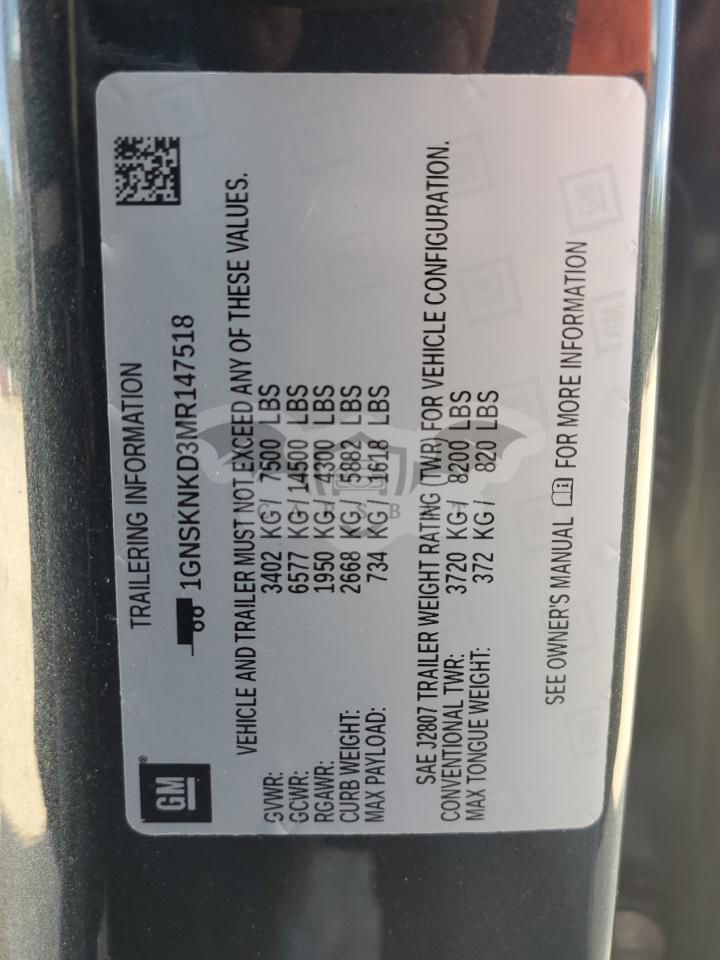 TRAILERING INFORMATION
GM®
1GNSKNKD3MR147518
VEHICLE AND TRAILER MUST NOT EXCEED ANY OF THESE VALUES.
GVWR: 3402 KG / 7500 LBS
GCWR: 6577 KG / 14500 LBS
RGAWR: 1950 KG / 4300 LBS
CURB WEIGHT: 2668 KG / 5882 LBS
MAX PAYLOAD: 734 KG / 1618 LBS
SAE J2807 TRAILER WEIGHT RATING (TWR) FOR VEHICLE CONFIGURATION.
CONVENTIONAL TWR: 3720 KG / 8200 LBS
MAX TONGUE WEIGHT: 372 KG / 820 LBS
SEE OWNER'S MANUAL FOR MORE INFORMATION